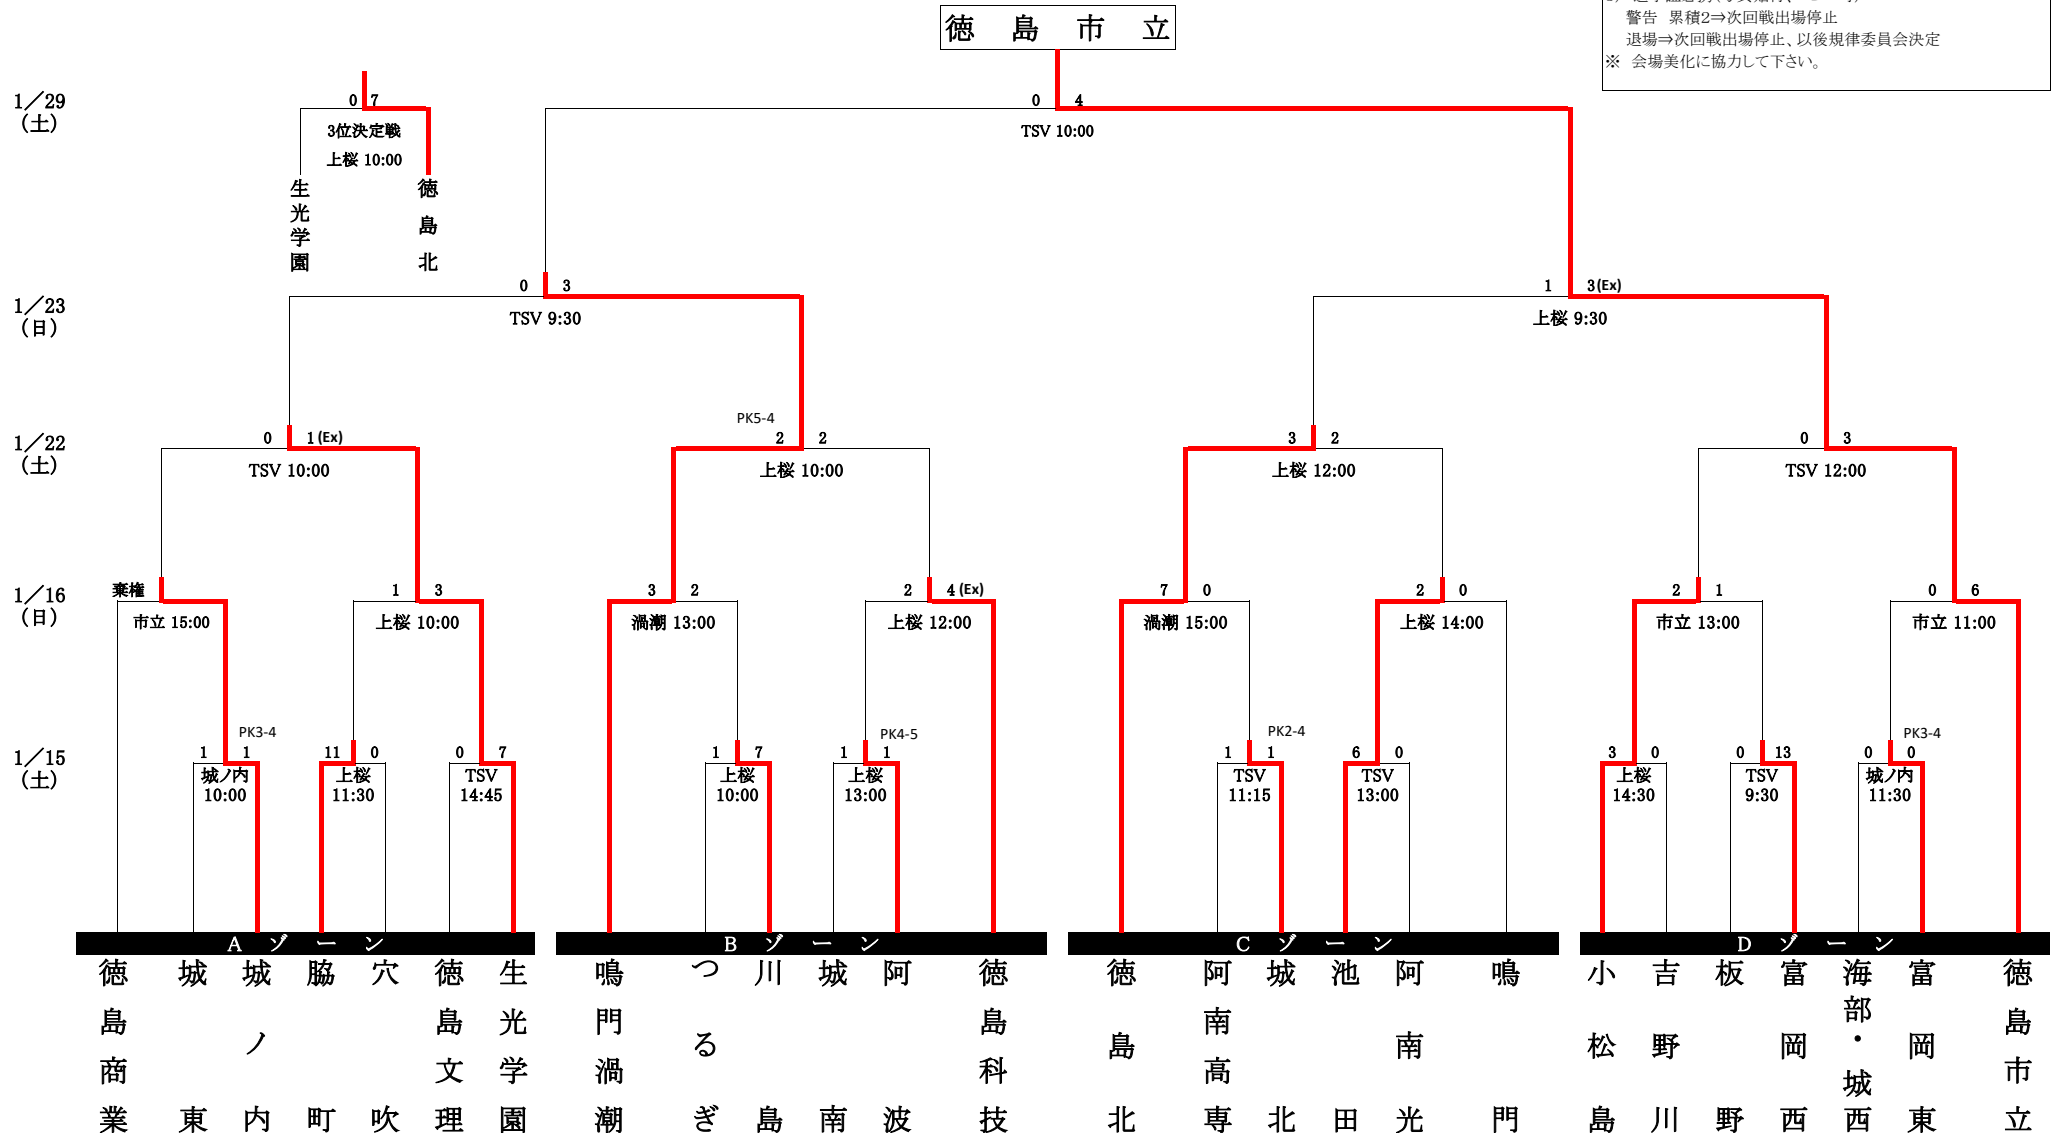 徳島市立
警告 累積2⇒次回戦出場停止
退場⇒次回戦出場停止、以後規律委員会決定
※ 会場美化に協力して下さい。
1／29
（土）
0 7
3位決定戦
上桜 10:00
生光学園
徳島北
0 4
TSV 10:00
1／23
（日）
0 3
TSV 9:30
1 3(Ex)
上桜 9:30
1／22
（土）
0 1(Ex)
TSV 10:00
PK5-4
2 2
上桜 10:00
3 2
上桜 12:00
0 3
TSV 12:00
1／16
（日）
棄権
市立 15:00
1 3
上桜 10:00
3 2
渦潮 13:00
2 4(Ex)
上桜 12:00
7 0
渦潮 15:00
2 0
上桜 14:00
2 1
市立 13:00
0 6
市立 11:00
1／15
（土）
PK3-4
1 1
城ノ内
10:00
11 0
上桜
11:30
0 7
TSV
14:45
1 7
上桜
10:00
PK4-5
1 1
上桜
13:00
PK2-4
1 1
TSV
11:15
6 0
TSV
13:00
3 0
上桜
14:30
0 13
TSV
9:30
PK3-4
0 0
城ノ内
11:30
Aゾーン
Bゾーン
Cゾーン
Dゾーン
徳島商業
城東
城ノ内
脇町
穴吹
徳島文理
生光学園
鳴門渦潮
つるぎ
川島
城南
阿波
徳島科技
徳島北
阿南高専
城北
池田
阿南光
鳴門
小松島
吉野川
板野
富岡西
海部・城西
富岡東
徳島市立